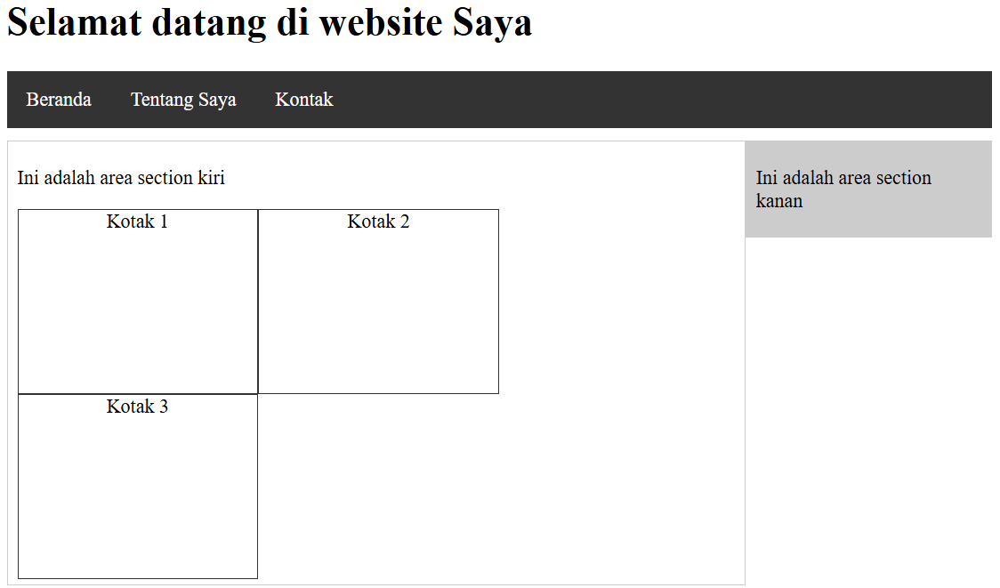 Selamat datang di website Saya
Beranda Tentang Saya Kontak
Ini adalah area section kiri
Kotak 1
Kotak 2
Kotak 3
Ini adalah area section
kanan